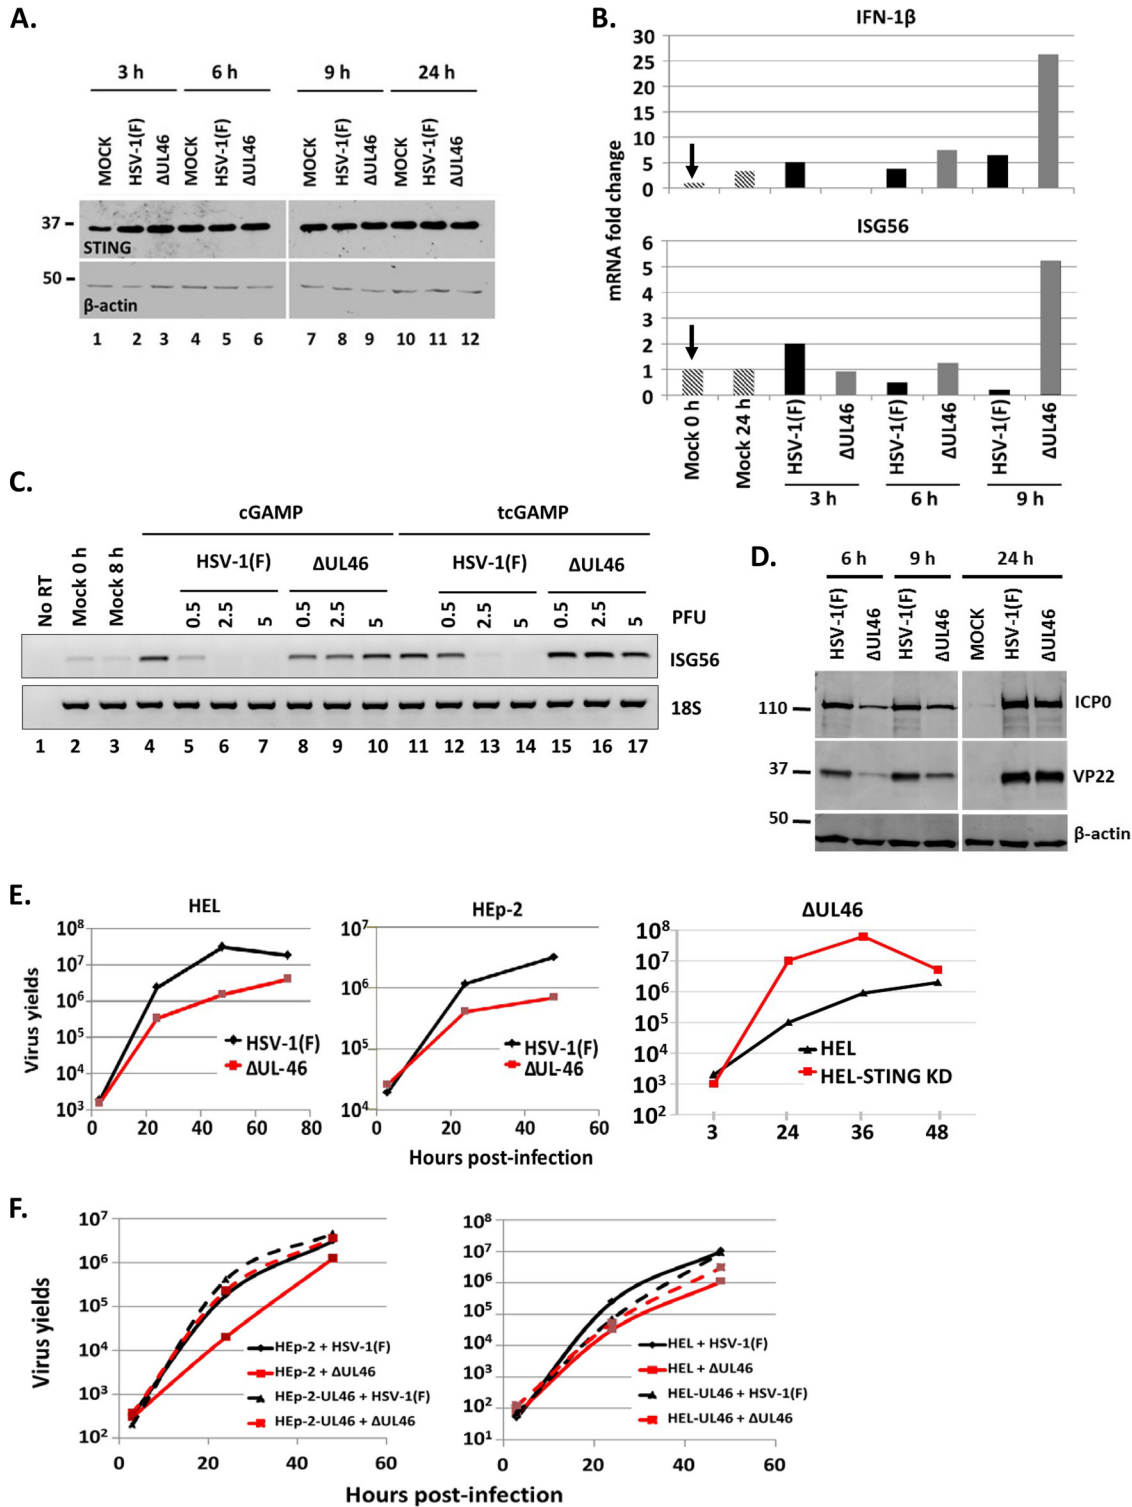 A.
3 h 6 h 9 h 24 h
MOCK HSV-1(F) ΔUL46 MOCK HSV-1(F) ΔUL46 MOCK HSV-1(F) ΔUL46 MOCK HSV-1(F) ΔUL46
37
STING
50
β-actin
1 2 3 4 5 6 7 8 9 10 11 12
B.
IFN-1β
30
25
20
15
10
5
0
mRNA fold change
ISG56
6
5
4
3
2
1
0
Mock 0 h Mock 24 h HSV-1(F) ΔUL46 HSV-1(F) ΔUL46 HSV-1(F) ΔUL46
3 h 6 h 9 h
C.
cGAMP tcGAMP
HSV-1(F) ΔUL46 HSV-1(F) ΔUL46
No RT Mock 0 h Mock 8 h 0.5 2.5 5 0.5 2.5 5 0.5 2.5 5 0.5 2.5 5 PFU
ISG56
18S
1 2 3 4 5 6 7 8 9 10 11 12 13 14 15 16 17
D.
6 h 9 h 24 h
HSV-1(F) ΔUL46 HSV-1(F) ΔUL46 MOCK HSV-1(F) ΔUL46
110 ICP0
37 VP22
50
β-actin
E.
HEL
Virus yields
10⁸
10⁷
10⁶
10⁵
10⁴
10³
0 20 40 60 80
HSV-1(F)
ΔUL-46
HEp-2
10⁷
10⁶
10⁵
10⁴
0 20 40 60
HSV-1(F)
ΔUL-46
ΔUL46
10⁸
10⁷
10⁶
10⁵
10⁴
10³
10²
3 24 36 48
HEL
HEL-STING KD
Hours post-infection
F.
Virus yields
10⁷
10⁶
10⁵
10⁴
10³
10²
0 20 40 60
HEp-2 + HSV-1(F)
HEp-2 + ΔUL46
HEp-2-UL46 + HSV-1(F)
HEp-2-UL46 + ΔUL46
10⁸
10⁷
10⁶
10⁵
10⁴
10³
10²
10¹
0 20 40 60
HEL + HSV-1(F)
HEL + ΔUL46
HEL-UL46 + HSV-1(F)
HEL-UL46 + ΔUL46
Hours post-infection